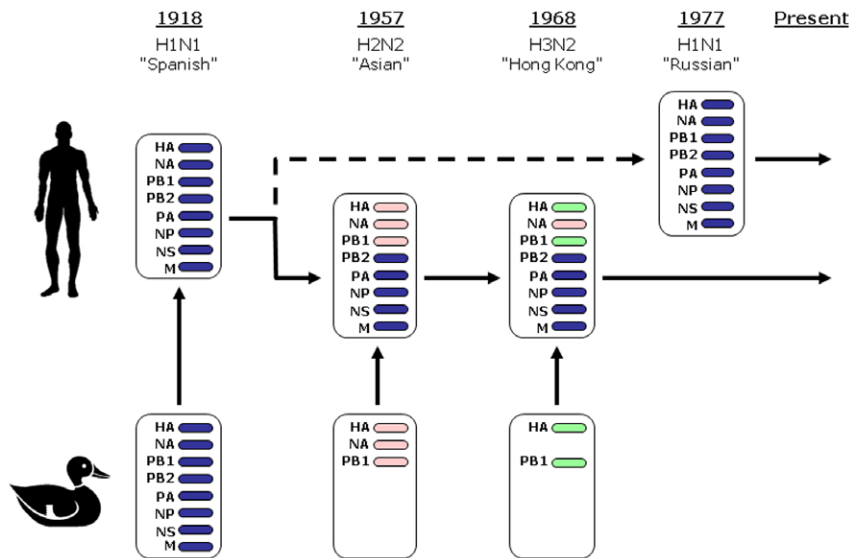 1918
H1N1
"Spanish"
1957
H2N2
"Asian"
1968
H3N2
"Hong Kong"
1977
H1N1
"Russian"
Present
HA
NA
PB1
PB2
PA
NP
NS
M
HA
NA
PB1
PB2
PA
NP
NS
M
HA
NA
PB1
PB2
PA
NP
NS
M
HA
NA
PB1
PB2
PA
NP
NS
M
HA
NA
PB1
PB2
PA
NP
NS
M
HA
NA
PB1
HA
PB1